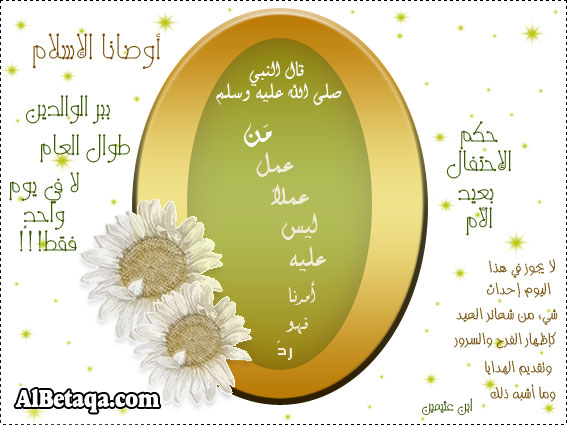 أوصانا الاسلام
ببر الوالدين
طوال العام
لا في يوم
واحدٍ
فقط!!!
قال النبي
صلى الله عليه وسلم
مَن
عمل
عملاً
ليس
عليه
أمرنا
فهو
ردّ
حكم
الاحتفال
بعيد
الأم
لا يجوز في هذا
اليوم إحداث
شيء من شعائر العيد
كإظهار الفرح والسرور
وتقديم الهدايا
وما أشبه ذلك
ابن عثيمين
AlBetaqa.com